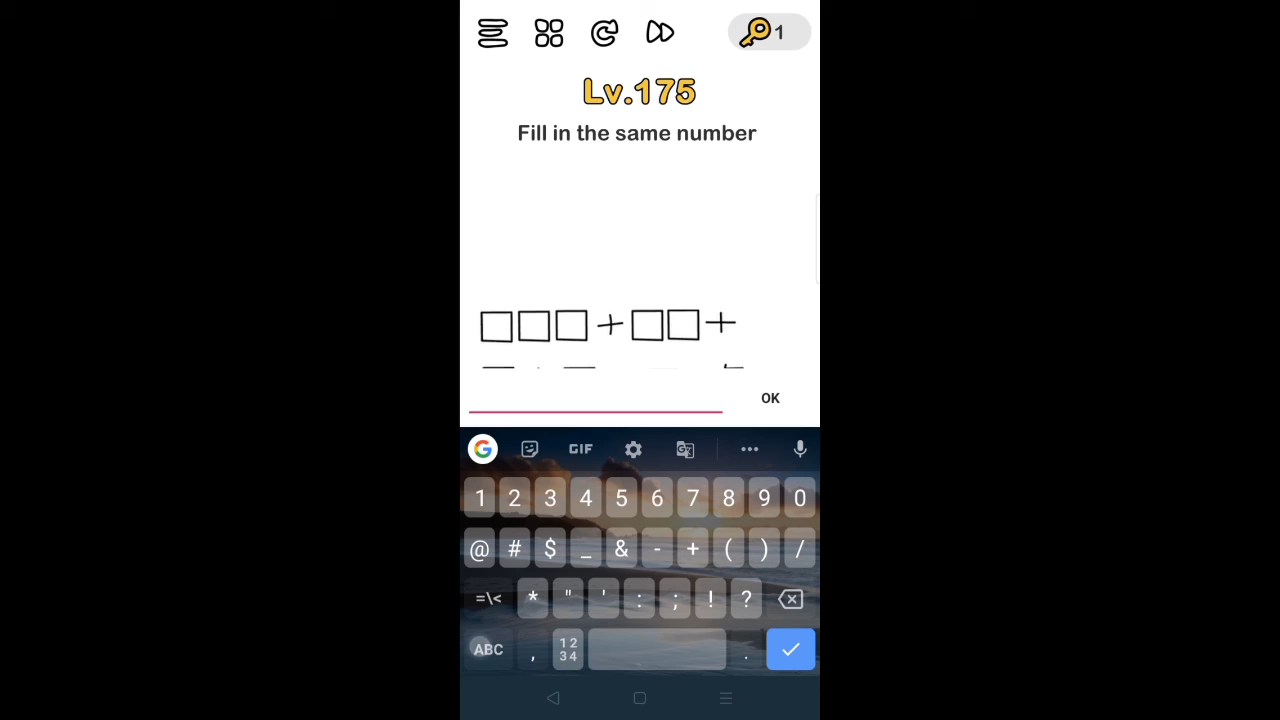 1
Lv.175
Fill in the same number
□□□+□□+
OK
GIF
1 2 3 4 5 6 7 8 9 0
@ # $ _ & - + ( ) /
=\< * " ' : ; ! ?
ABC , 12 34 .